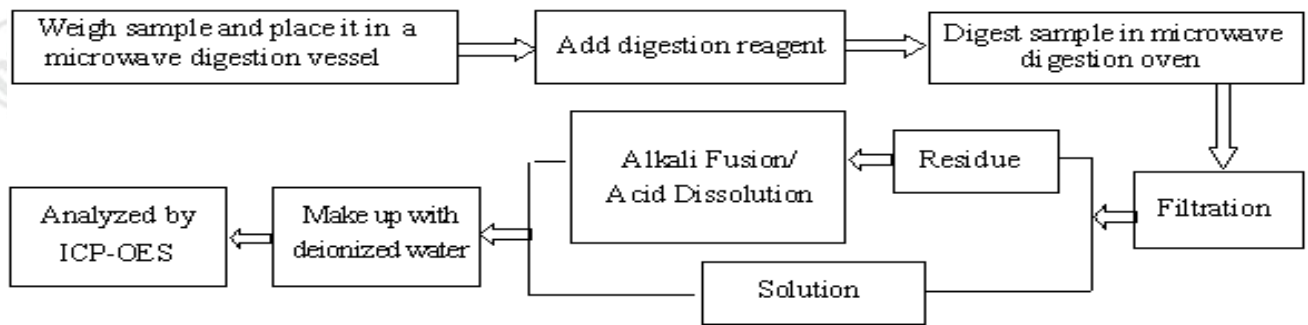 Weigh sample and place it in a
microwave digestion vessel
Add digestion reagent
Digest sample in microwave
digestion oven
Filtration
Residue
Alkali Fusion/
Acid Dissolution
Solution
Make up with
deionized water
Analyzed by
ICP-OES